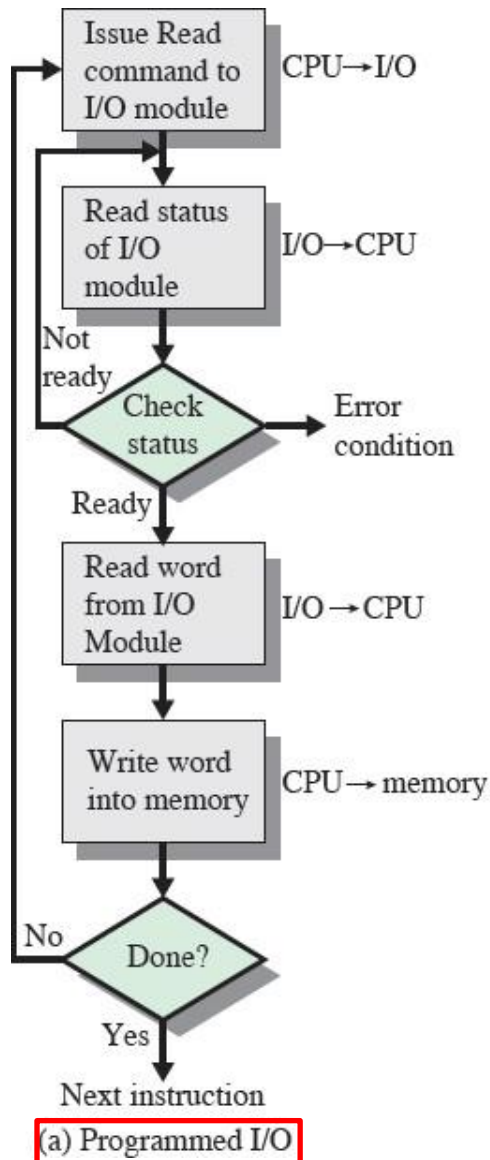 Issue Read
command to
I/O module
CPU→I/O
Read status
of I/O
module
I/O→CPU
Not
ready
Check
status
Error
condition
Ready
Read word
from I/O
Module
I/O → CPU
Write word
into memory
CPU → memory
No
Done?
Yes
Next instruction
(a) Programmed I/O